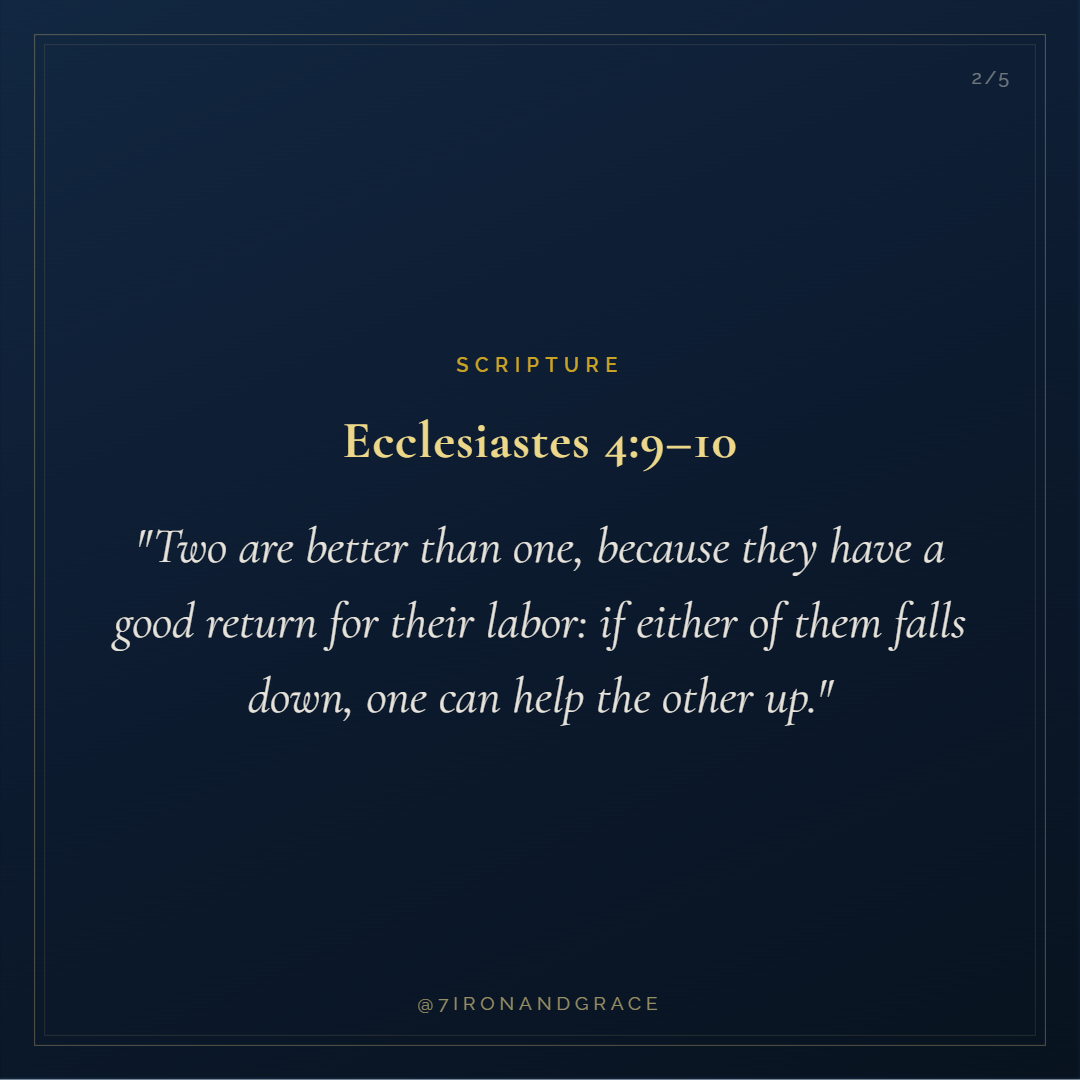 2/5
SCRIPTURE
Ecclesiastes 4:9–10
"Two are better than one, because they have a
good return for their labor: if either of them falls
down, one can help the other up."
@7IRONANDGRACE